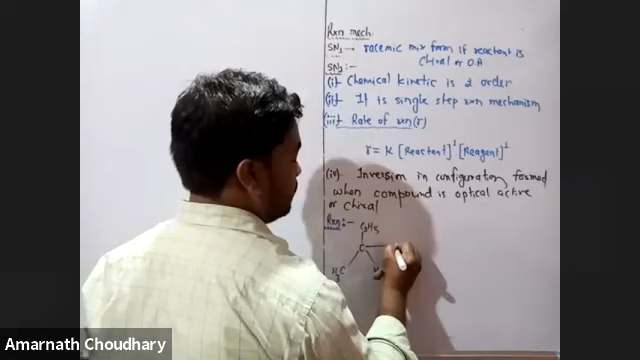 Rxn mech
SN1 → racemic mix form if reactant is
chiral or O.A
SN2:-
(i) Chemical kinetic is 2 order
(ii) It is single step rxn mechanism
(iii) Rate of rxn (r)
r = K [Reactant]¹ [Reagent]¹
(iv) Inversion in configuration formed
when compound is optical active
or chiral
Rxn:-
C2H5
C
H3C
Amarnath Choudhary